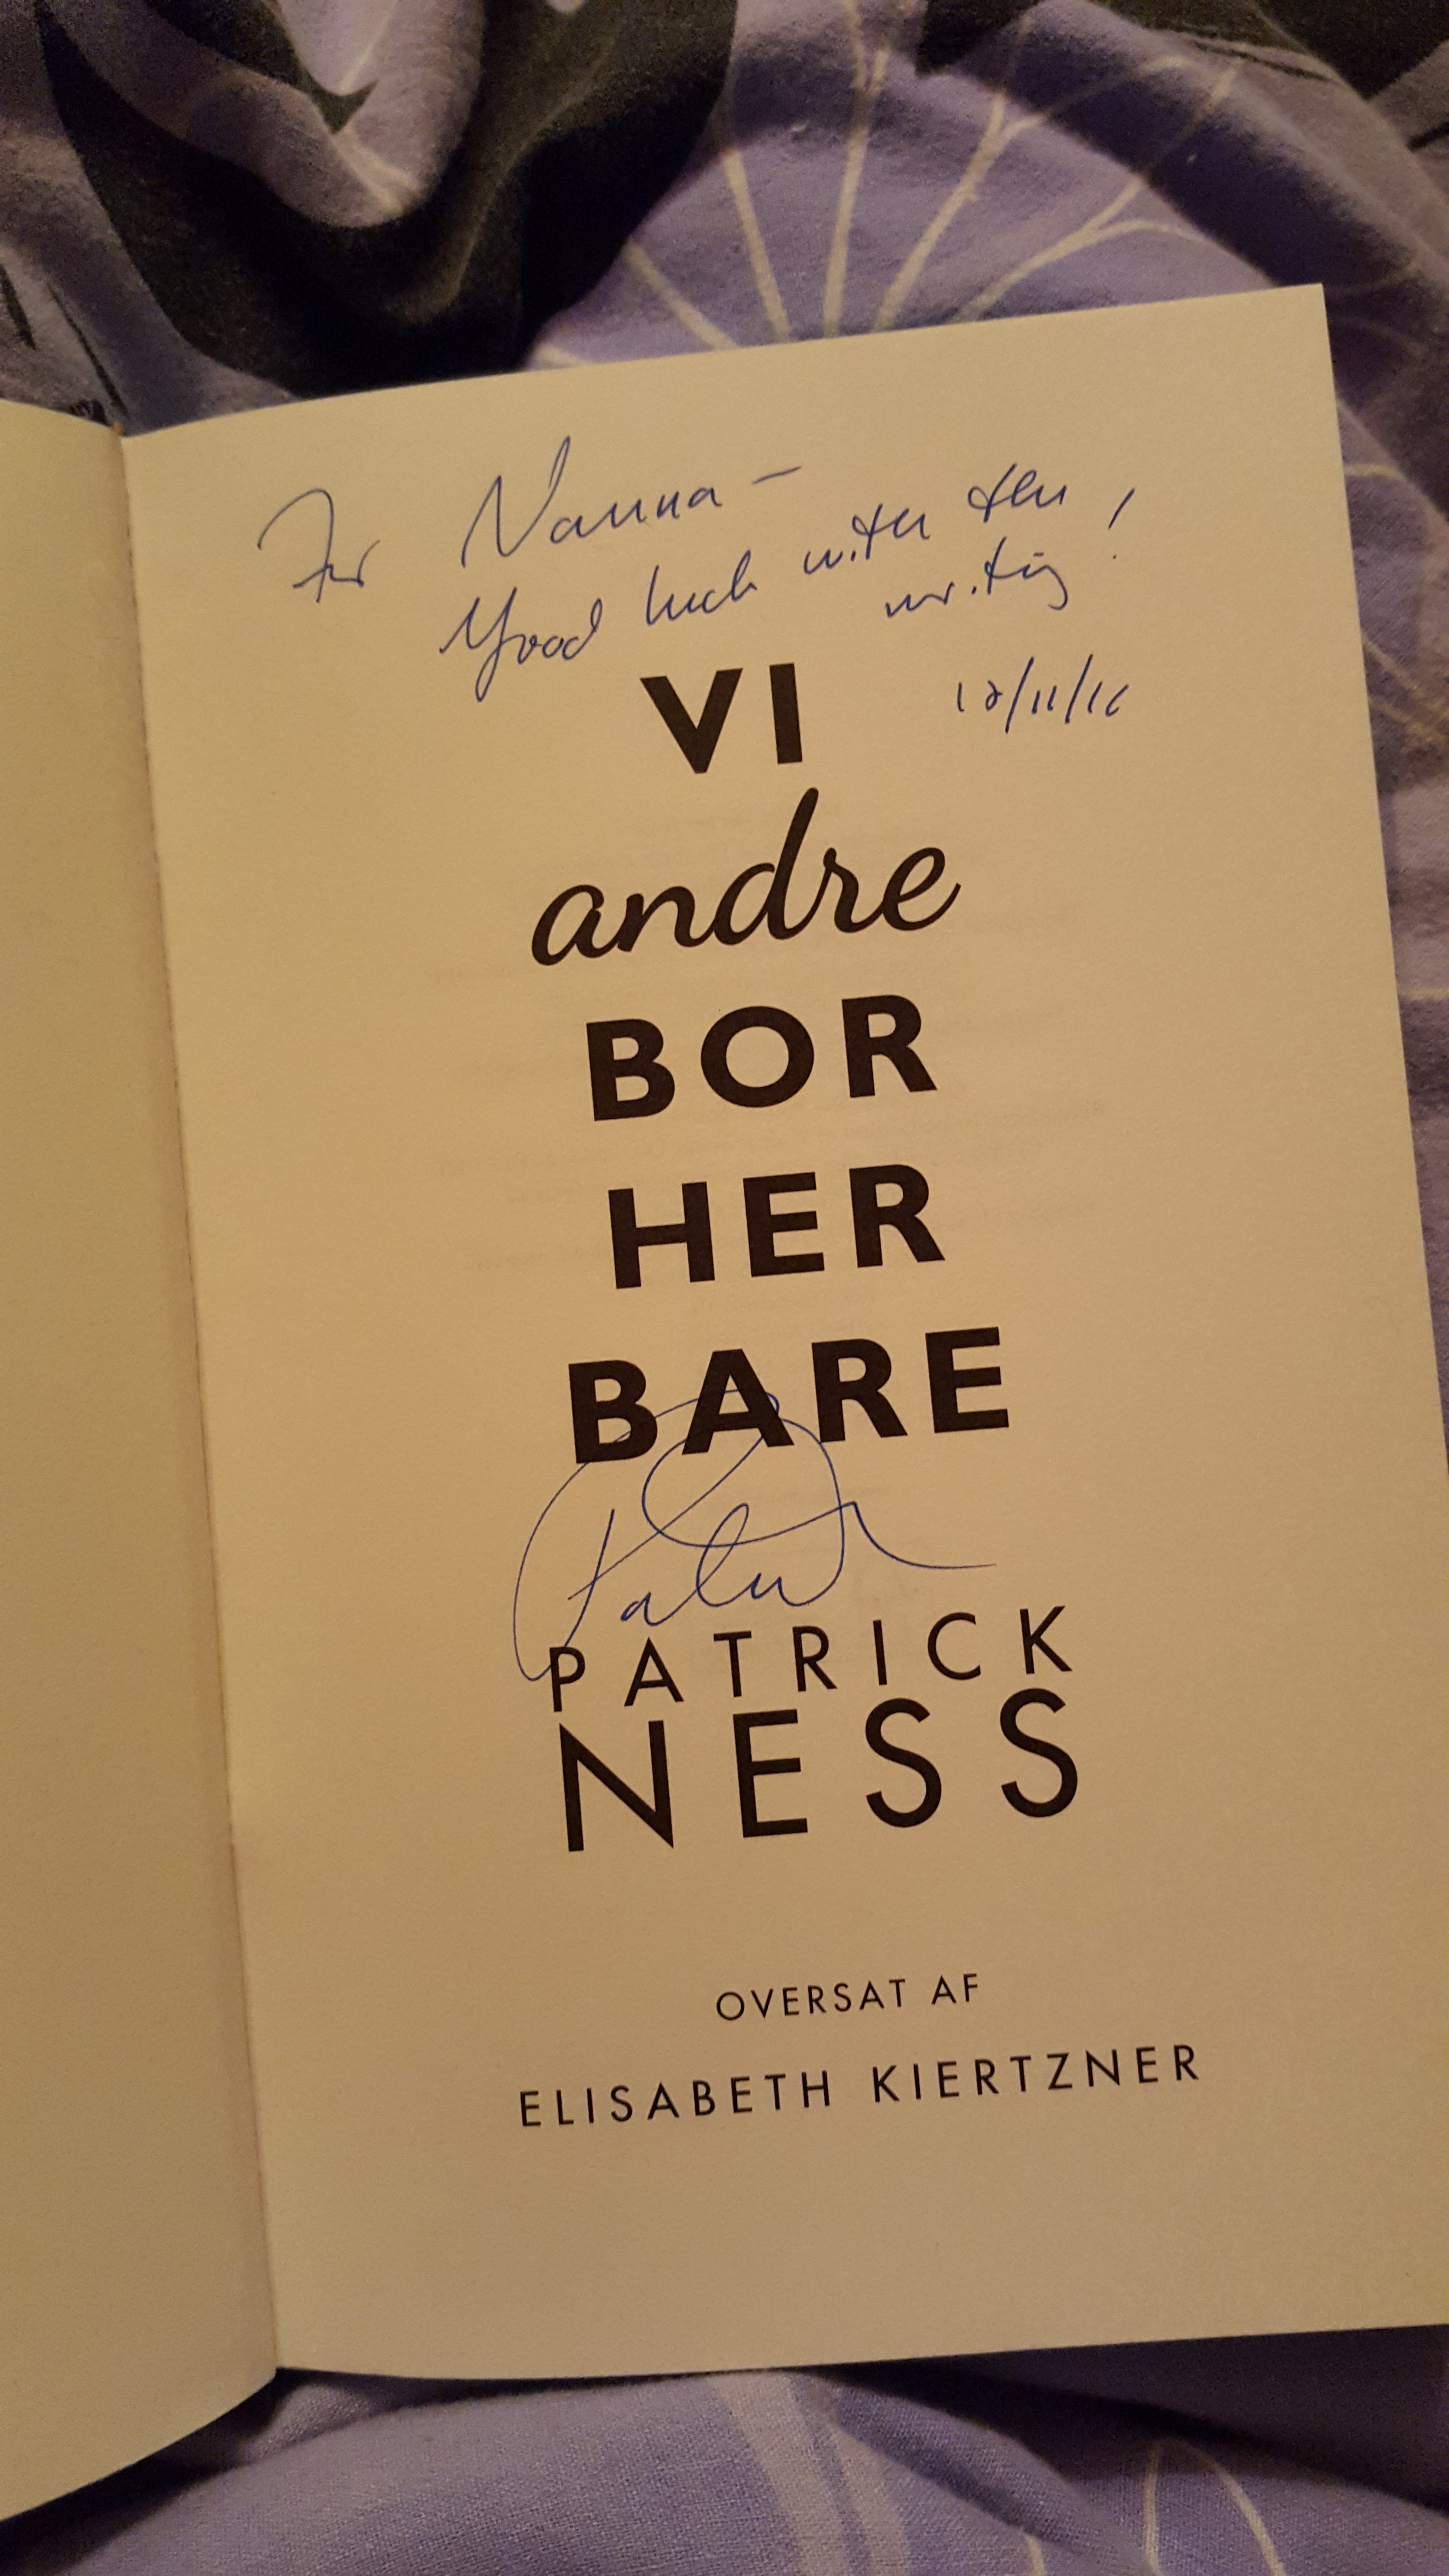 For Nanna –
Good luck with the
writing!
12/11/16
VI
andre
BOR
HER
BARE
Patrick
PATRICK
NESS
OVERSAT AF
ELISABETH KIERTZNER